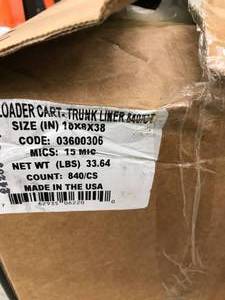 LOADER CART- TRUNK LINER 840/CT
SIZE (IN) 16X8X38
CODE: 03600306
MICS: 15 MIC
NET WT (LBS) 33.64
COUNT: 840/CS
MADE IN THE USA